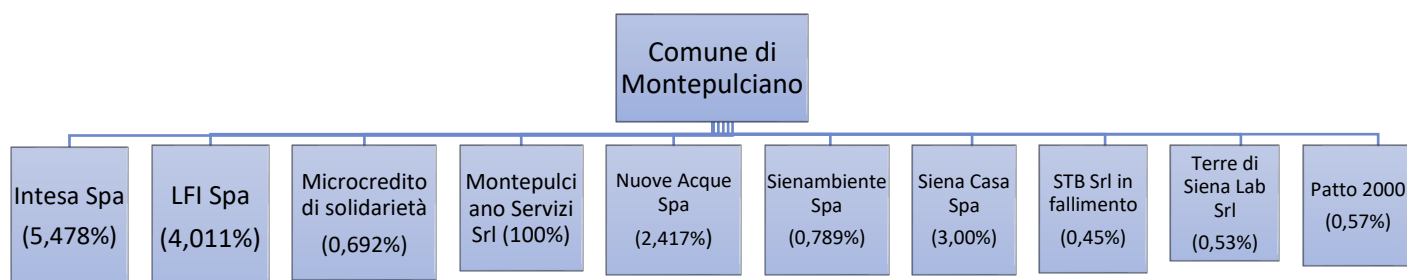 Comune di
Montepulciano
Intesa Spa
(5,478%)
LFI Spa
(4,011%)
Microcredito
di solidarietà
(0,692%)
Montepulci
ano Servizi
Srl (100%)
Nuove Acque
Spa
(2,417%)
Sienambiente
Spa
(0,789%)
Siena Casa
Spa
(3,00%)
STB Srl in
fallimento
(0,45%)
Terre di
Siena Lab
Srl
(0,53%)
Patto 2000
(0,57%)